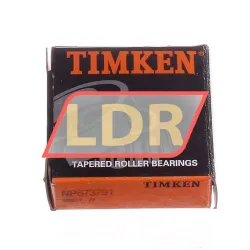 TIMKEN
LDR
TAPERED ROLLER BEARINGS
TIMKEN